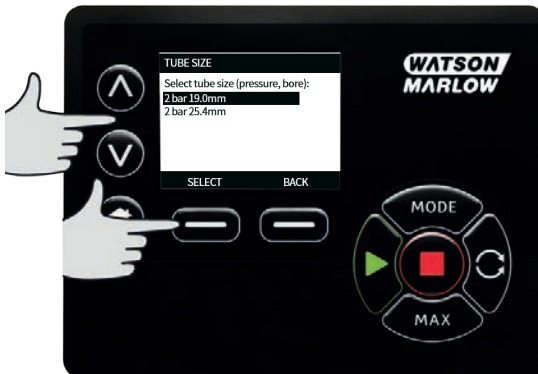 TUBE SIZE
Select tube size (pressure, bore):
2 bar 19.0mm
2 bar 25.4mm
SELECT BACK
WATSON
MARLOW
MODE
MAX